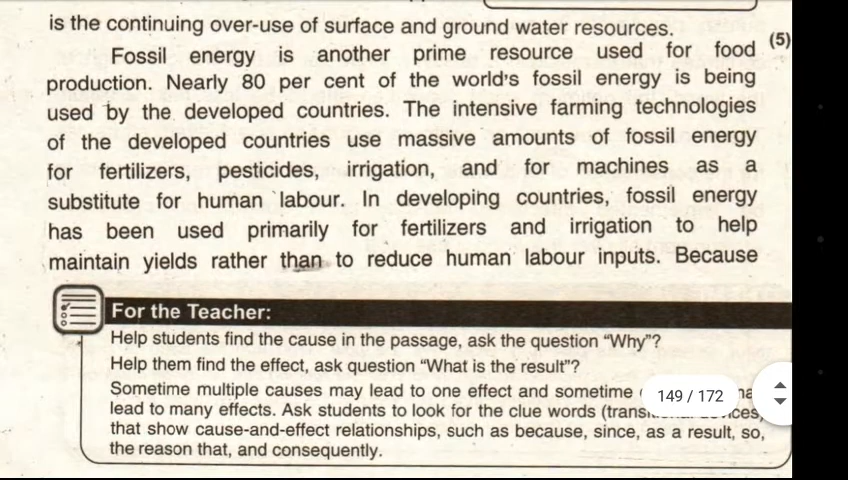 is the continuing over-use of surface and ground water resources.
(5)
Fossil energy is another prime resource used for food
production. Nearly 80 per cent of the world's fossil energy is being
used by the developed countries. The intensive farming technologies
of the developed countries use massive amounts of fossil energy
for fertilizers, pesticides, irrigation, and for machines as a
substitute for human labour. In developing countries, fossil energy
has been used primarily for fertilizers and irrigation to help
maintain yields rather than to reduce human labour inputs. Because
For the Teacher:
Help students find the cause in the passage, ask the question “Why”?
Help them find the effect, ask question “What is the result”?
Sometime multiple causes may lead to one effect and sometime
149 / 172
lead to many effects. Ask students to look for the clue words
that show cause-and-effect relationships, such as because, since, as a result, so,
the reason that, and consequently.